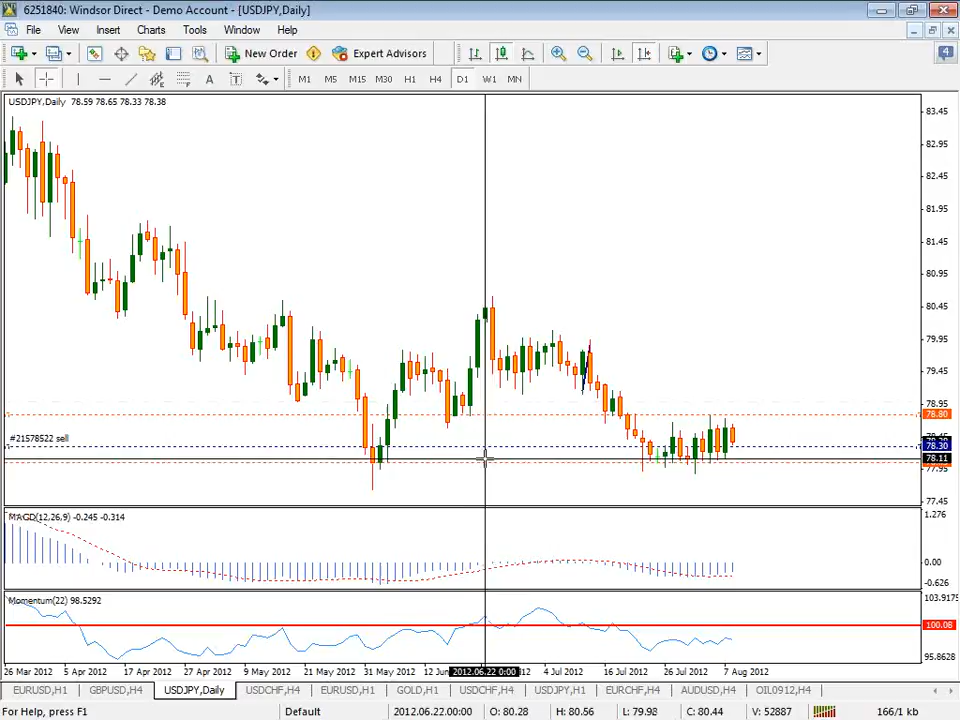 6251840: Windsor Direct - Demo Account - [USDJPY,Daily]
File View Insert Charts Tools Window Help
4
New Order Expert Advisors
A T M1 M5 M15 M30 H1 H4 D1 W1 MN
USDJPY,Daily 78.59 78.65 78.33 78.38
83.45
82.95
82.45
81.95
81.45
80.95
80.45
79.95
79.45
78.95
78.80
#21578522 sell
78.30
78.11
77.95
77.45
MACD(12,26,9) -0.245 -0.314
1.276
0.00
-0.626
Momentum(22) 98.5292
103.9175
100.06
95.8628
26 Mar 2012 5 Apr 2012 17 Apr 2012 27 Apr 2012 9 May 2012 21 May 2012 31 May 2012 12 Jun 2012.06.22 0:00 4 Jul 2012 16 Jul 2012 26 Jul 2012 7 Aug 2012
EURUSD,H1 GBPUSD,H4 USDJPY,Daily USDCHF,H4 EURUSD,H1 GOLD,H1 USDCHF,H4 USDJPY,H1 EURCHF,H4 AUDUSD,H4 OIL0912,H4
For Help, press F1 Default 2012.06.22.00:00 O: 80.28 H: 80.56 L: 79.98 C: 80.44 V: 52887 166/1 kb